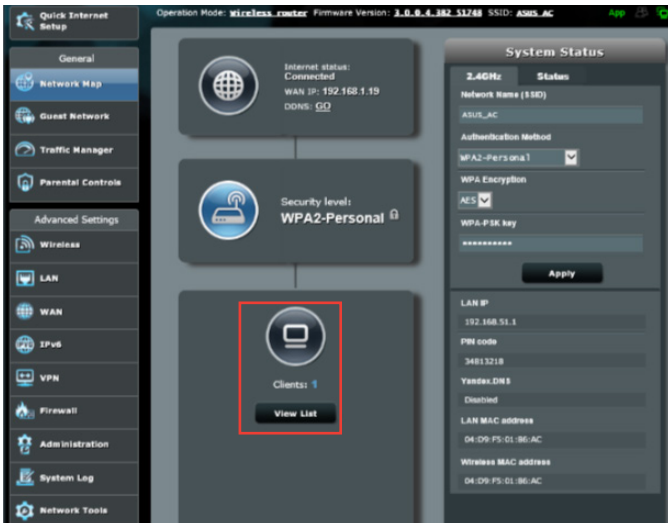 Quick Internet
Setup
Operation Mode: wireless router Firmware Version: 3.0.0.4.382_51748 SSID: ASUS_AC
App
General
Network Map
Guest Network
Traffic Manager
Parental Controls
Advanced Settings
Wireless
LAN
WAN
IPv6
VPN
Firewall
Administration
System Log
Network Tools
Internet status:
Connected
WAN IP: 192.168.1.19
DDNS: GO
Security level:
WPA2-Personal
Clients: 1
View List
System Status
2.4GHz Status
Network Name (SSID)
ASUS_AC
Authentication Method
WPA2-Personal
WPA Encryption
AES
WPA-PSK key
**********
Apply
LAN IP
192.168.51.1
PIN code
34813218
Yandex.DNS
Disabled
LAN MAC address
04:D9:F5:01:86:AC
Wireless MAC address
04:D9:F5:01:86:AC